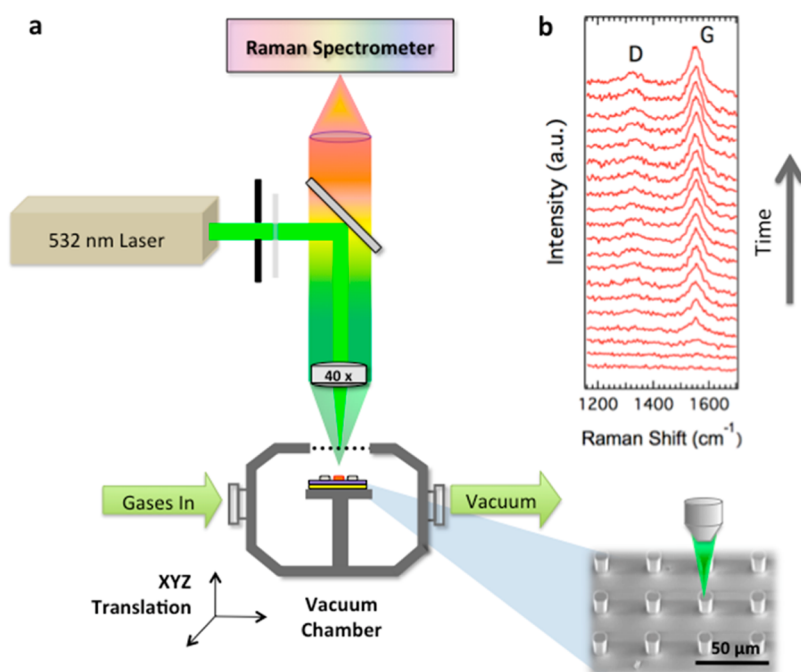 a
Raman Spectrometer
532 nm Laser
40 x
Gases In
Vacuum
XYZ
Translation
Vacuum
Chamber
b
D
G
Intensity (a.u.)
Time
1200 1400 1600
Raman Shift (cm⁻¹)
50 µm